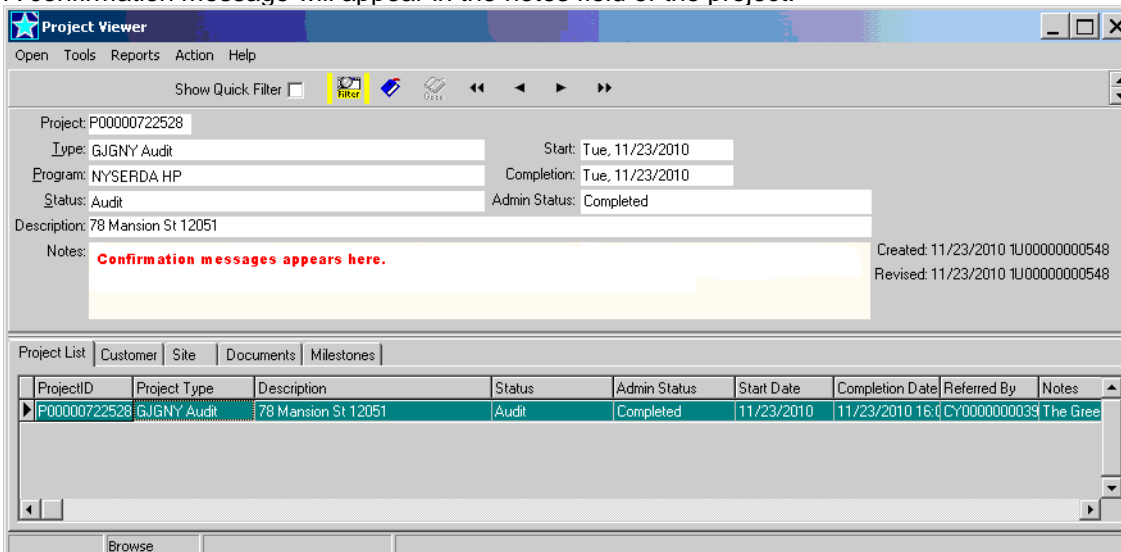 A confirmation message will appear in the notes field of the project.
Project Viewer
Open Tools Reports Action Help
Show Quick Filter Filter
Project: P00000722528
Type: GJGNY Audit Start: Tue, 11/23/2010
Program: NYSERDA HP Completion: Tue, 11/23/2010
Status: Audit Admin Status: Completed
Description: 78 Mansion St 12051
Notes: Confirmation messages appears here. Created: 11/23/2010 1U00000000548
Revised: 11/23/2010 1U00000000548
Project List Customer Site Documents Milestones
ProjectID Project Type Description Status Admin Status Start Date Completion Date Referred By Notes
P00000722528 GJGNY Audit 78 Mansion St 12051 Audit Completed 11/23/2010 11/23/2010 16:0 CY0000000039 The Gree
Browse